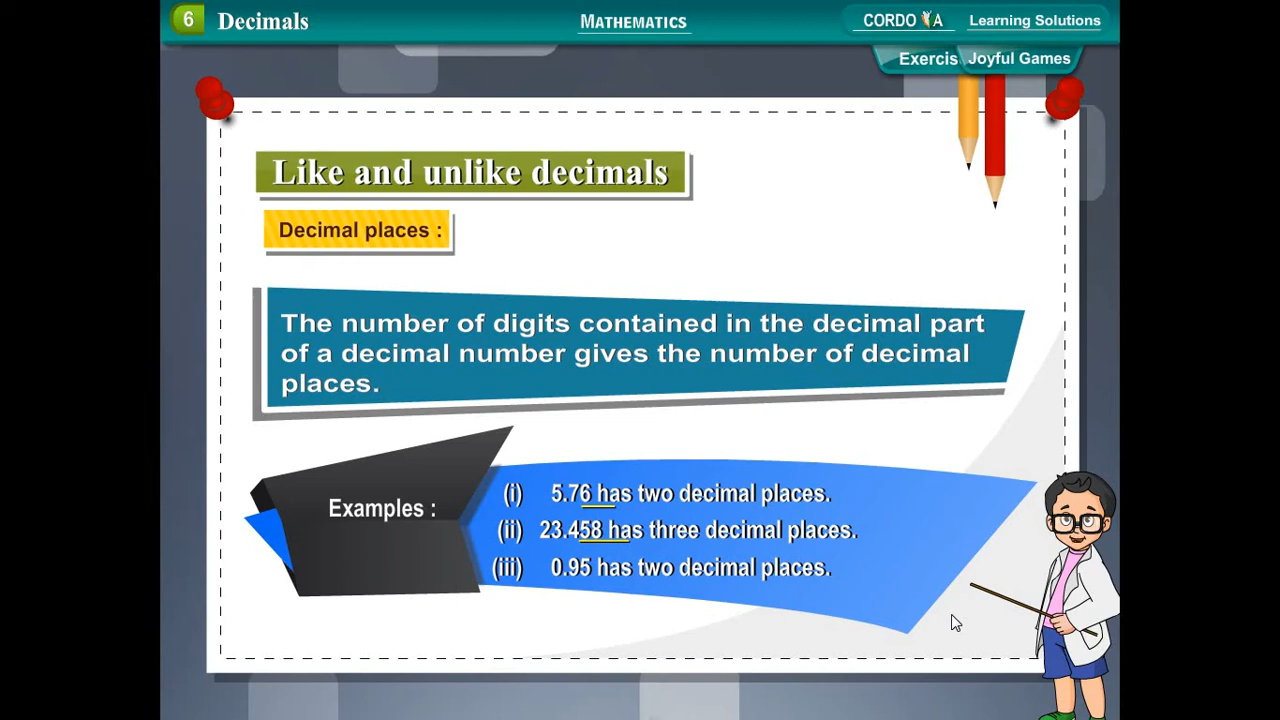 6 Decimals
MATHEMATICS
CORDO A Learning Solutions
Exercis Joyful Games
Like and unlike decimals
Decimal places :
The number of digits contained in the decimal part
of a decimal number gives the number of decimal
places.
Examples :
(i) 5.76 has two decimal places.
(ii) 23.458 has three decimal places.
(iii) 0.95 has two decimal places.